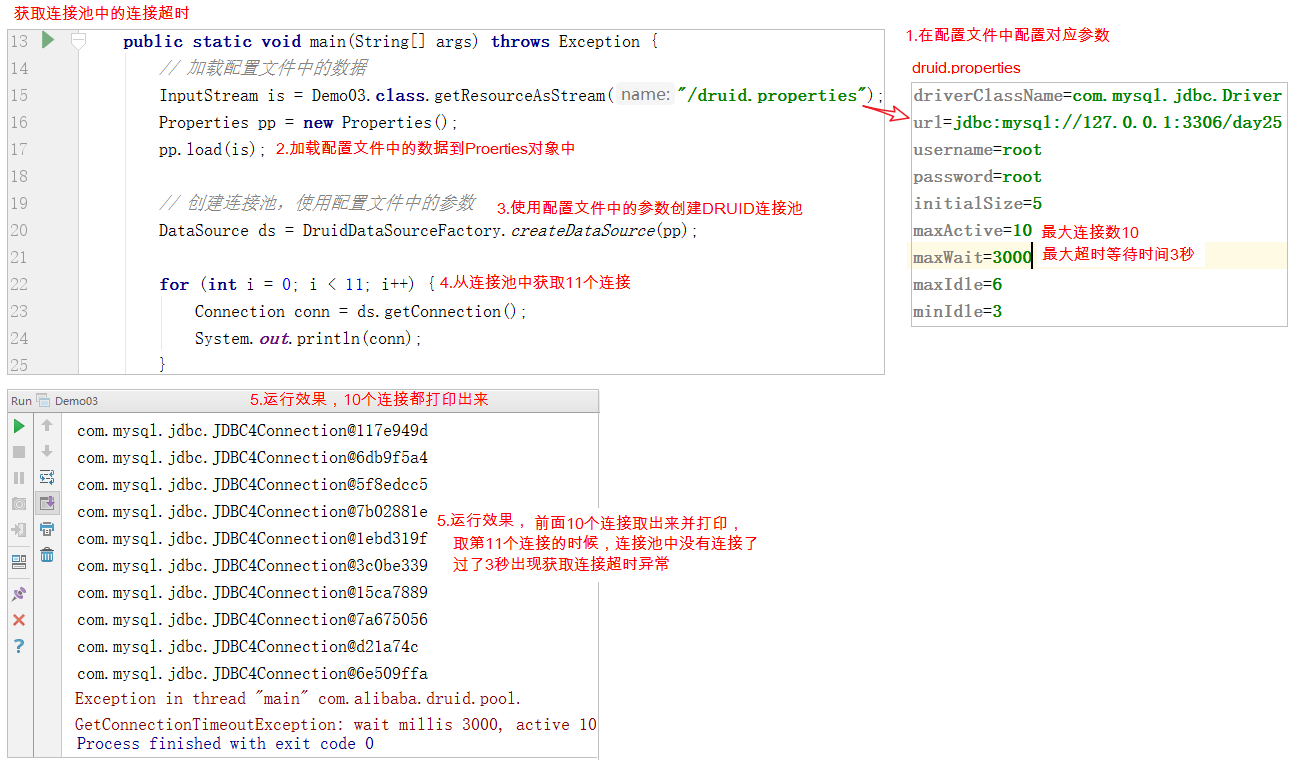 获取连接池中的连接超时
13 public static void main(String[] args) throws Exception {
14 // 加载配置文件中的数据
15 InputStream is = Demo03.class.getResourceAsStream( name: "/druid.properties");
16 Properties pp = new Properties();
17 pp.load(is); 2.加载配置文件中的数据到Proerties对象中
18
19 // 创建连接池，使用配置文件中的参数 3.使用配置文件中的参数创建DRUID连接池
20 DataSource ds = DruidDataSourceFactory.createDataSource(pp);
21
22 for (int i = 0; i < 11; i++) { 4.从连接池中获取11个连接
23 Connection conn = ds.getConnection();
24 System.out.println(conn);
25 }
1.在配置文件中配置对应参数
druid.properties
driverClassName=com.mysql.jdbc.Driver
url=jdbc:mysql://127.0.0.1:3306/day25
username=root
password=root
initialSize=5
maxActive=10 最大连接数10
maxWait=3000 最大超时等待时间3秒
maxIdle=6
minIdle=3
Run Demo03 5.运行效果，10个连接都打印出来
com.mysql.jdbc.JDBC4Connection@117e949d
com.mysql.jdbc.JDBC4Connection@6db9f5a4
com.mysql.jdbc.JDBC4Connection@5f8edcc5
com.mysql.jdbc.JDBC4Connection@7b02881e
com.mysql.jdbc.JDBC4Connection@1ebd319f
com.mysql.jdbc.JDBC4Connection@3c0be339
com.mysql.jdbc.JDBC4Connection@15ca7889
com.mysql.jdbc.JDBC4Connection@7a675056
com.mysql.jdbc.JDBC4Connection@d21a74c
com.mysql.jdbc.JDBC4Connection@6e509ffa
Exception in thread "main" com.alibaba.druid.pool.
GetConnectionTimeoutException: wait millis 3000, active 10
Process finished with exit code 0
5.运行效果，前面10个连接取出来并打印，
取第11个连接的时候，连接池中没有连接了
过了3秒出现获取连接超时异常